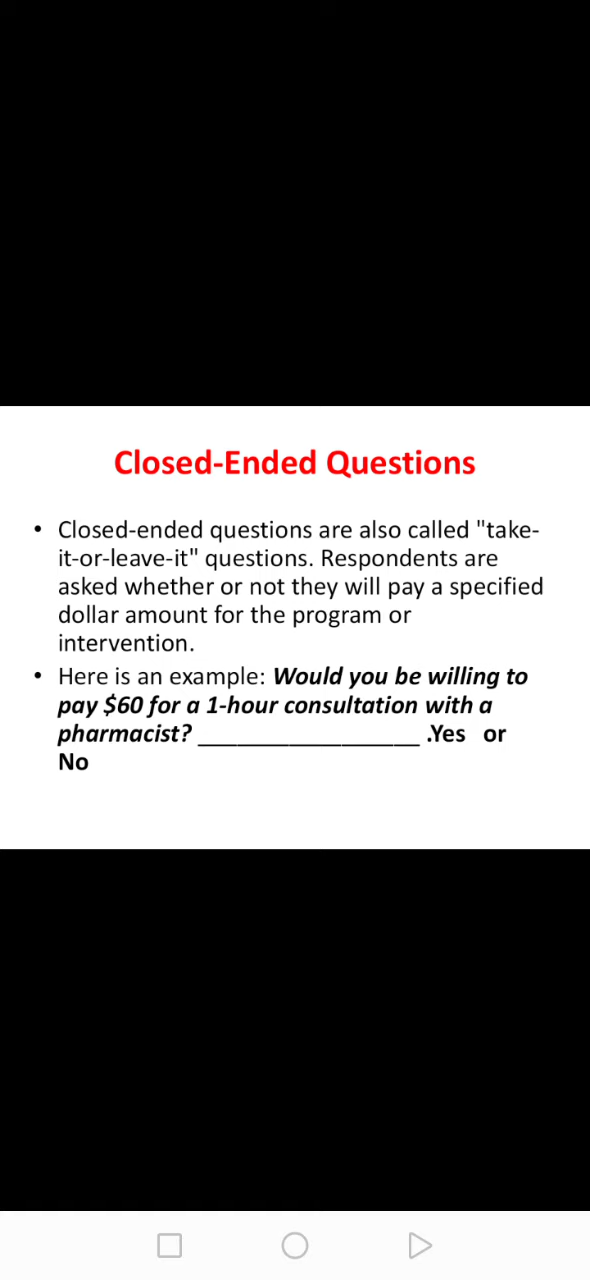 Closed-Ended Questions
• Closed-ended questions are also called "take-
it-or-leave-it" questions. Respondents are
asked whether or not they will pay a specified
dollar amount for the program or
intervention.
• Here is an example: Would you be willing to
pay $60 for a 1-hour consultation with a
pharmacist? __________________ .Yes or
No